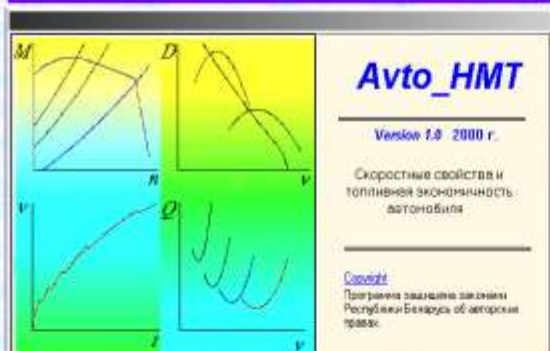 M
D
n
v
v
Q
t
v
Avto_HMT
Version 1.0 2000 г.
Скоростные свойства и
топливная экономичность
автомобиля
Copyright
Программа защищена законами
Республики Беларусь об авторских
правах.